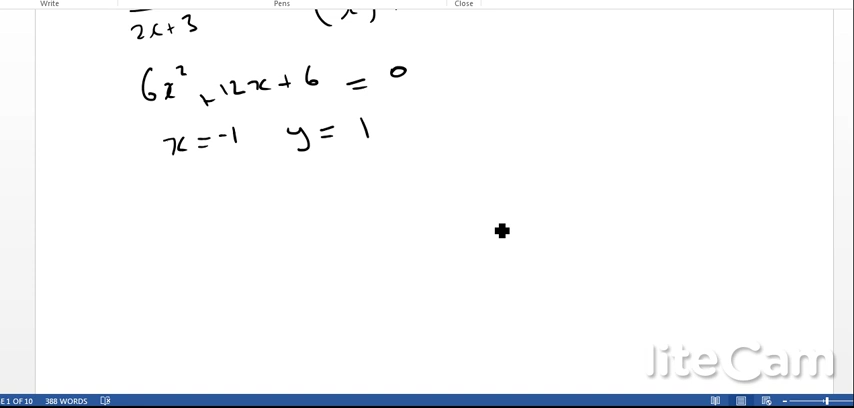 Write Pens Close
2x+3 (x)
6x² + 12x + 6 = 0
x = -1 y = 1
liteCam
E 1 OF 10 388 WORDS